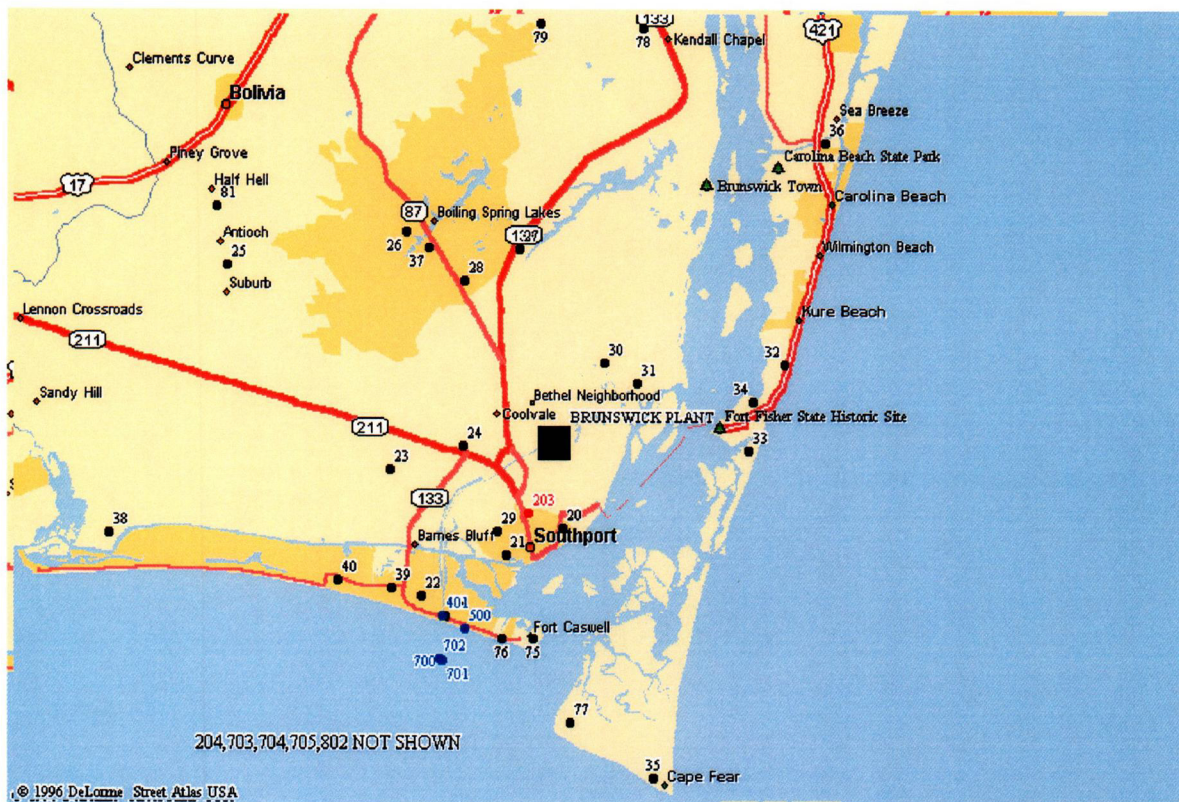 133
421
79
78
Kendall Chapel
Clements Curve
Bolivia
Sea Breeze
36
Piney Grove
Carolina Beach State Park
17
Half Hell
Brunswick Town
81
Carolina Beach
87
Boiling Spring Lakes
Antioch
26
27
37
Wilmington Beach
25
28
Suburb
Lennon Crossroads
Kure Beach
211
30
32
31
Sandy Hill
Bethel Neighborhood
34
Coolvale
BRUNSWICK PLANT
Fort Fisher State Historic Site
211
24
33
23
133
203
38
29
20
Barnes Bluff
21
Southport
40
39
22
401
500
Fort Caswell
702
76
75
700
701
77
204,703,704,705,802 NOT SHOWN
35
Cape Fear
© 1996 DeLorme Street Atlas USA